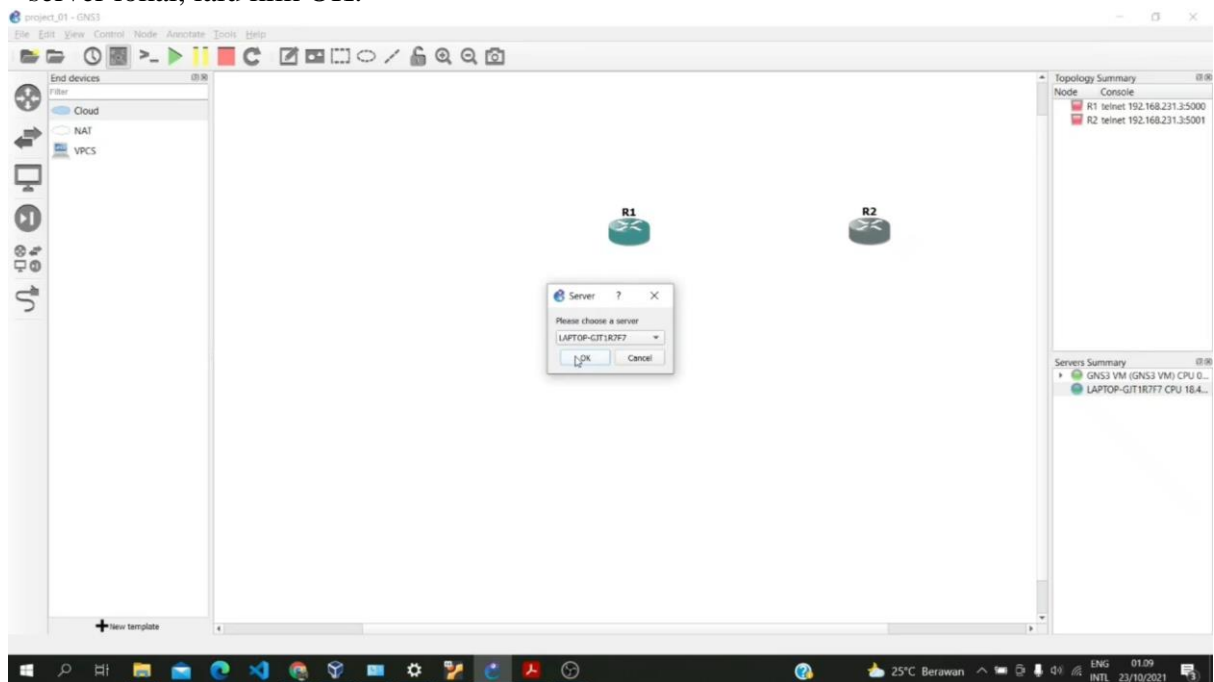 server lokal, lalu klik OK.
project_01 - GNS3
File Edit View Control Node Annotate Tools Help
End devices
Filter
Cloud
NAT
VPCS
New template
R1
R2
Server ? X
Please choose a server
LAPTOP-GJT1R7F7
OK Cancel
Topology Summary
Node Console
R1 telnet 192.168.231.3:5000
R2 telnet 192.168.231.3:5001
Servers Summary
GNS3 VM (GNS3 VM) CPU 0...
LAPTOP-GJT1R7F7 CPU 18.4...
25°C Berawan
ENG 01.09
INTL 23/10/2021